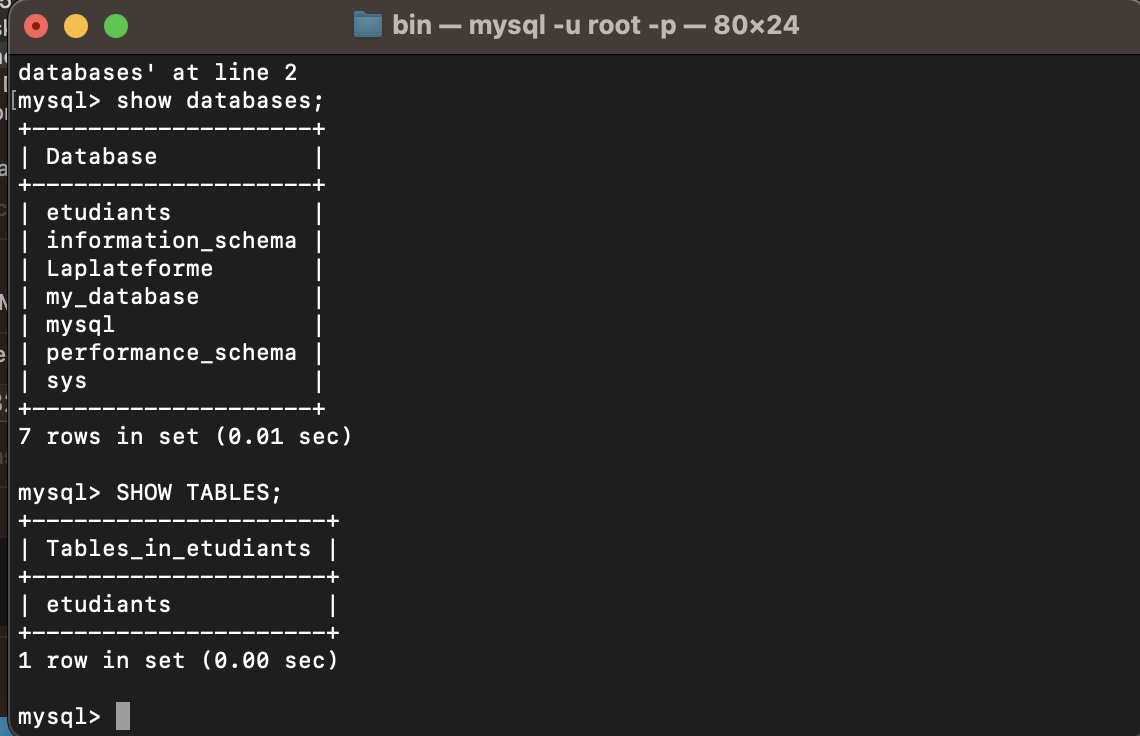 bin — mysql -u root -p — 80×24
databases' at line 2
[mysql> show databases;
+--------------------+
| Database           |
+--------------------+
| etudiants          |
| information_schema |
| Laplateforme       |
| my_database        |
| mysql              |
| performance_schema |
| sys                |
+--------------------+
7 rows in set (0.01 sec)
mysql> SHOW TABLES;
+---------------------+
| Tables_in_etudiants |
+---------------------+
| etudiants           |
+---------------------+
1 row in set (0.00 sec)
mysql>